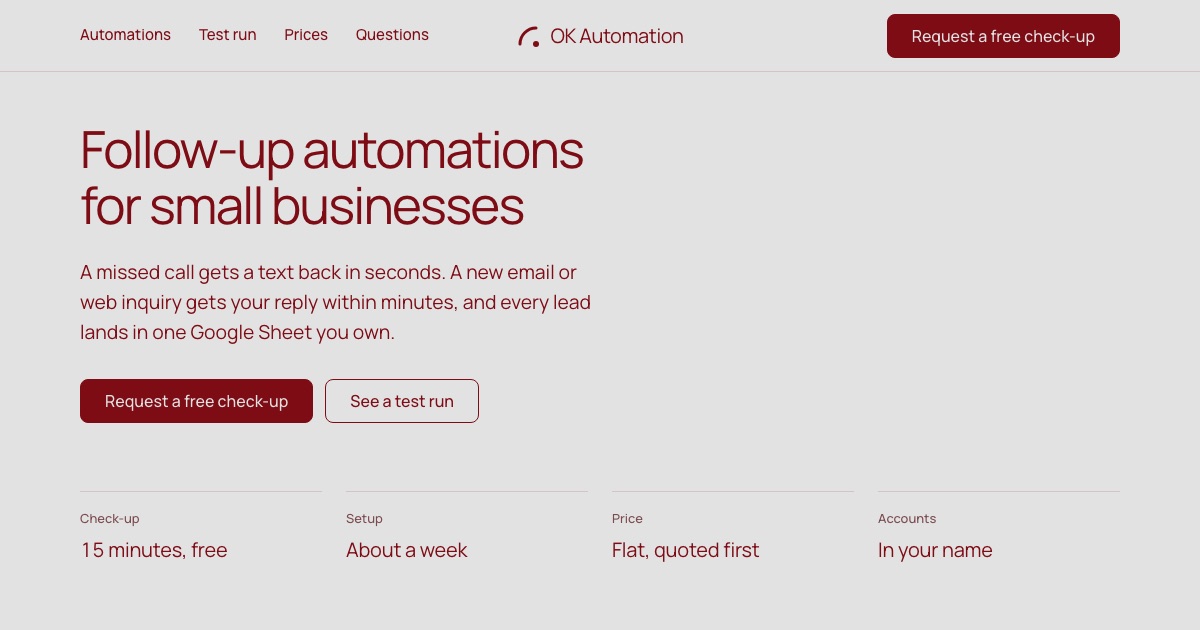 Automations
Test run
Prices
Questions
OK Automation
Request a free check-up
Follow-up automations
for small businesses
A missed call gets a text back in seconds. A new email or
web inquiry gets your reply within minutes, and every lead
lands in one Google Sheet you own.
Request a free check-up
See a test run
Check-up
15 minutes, free
Setup
About a week
Price
Flat, quoted first
Accounts
In your name